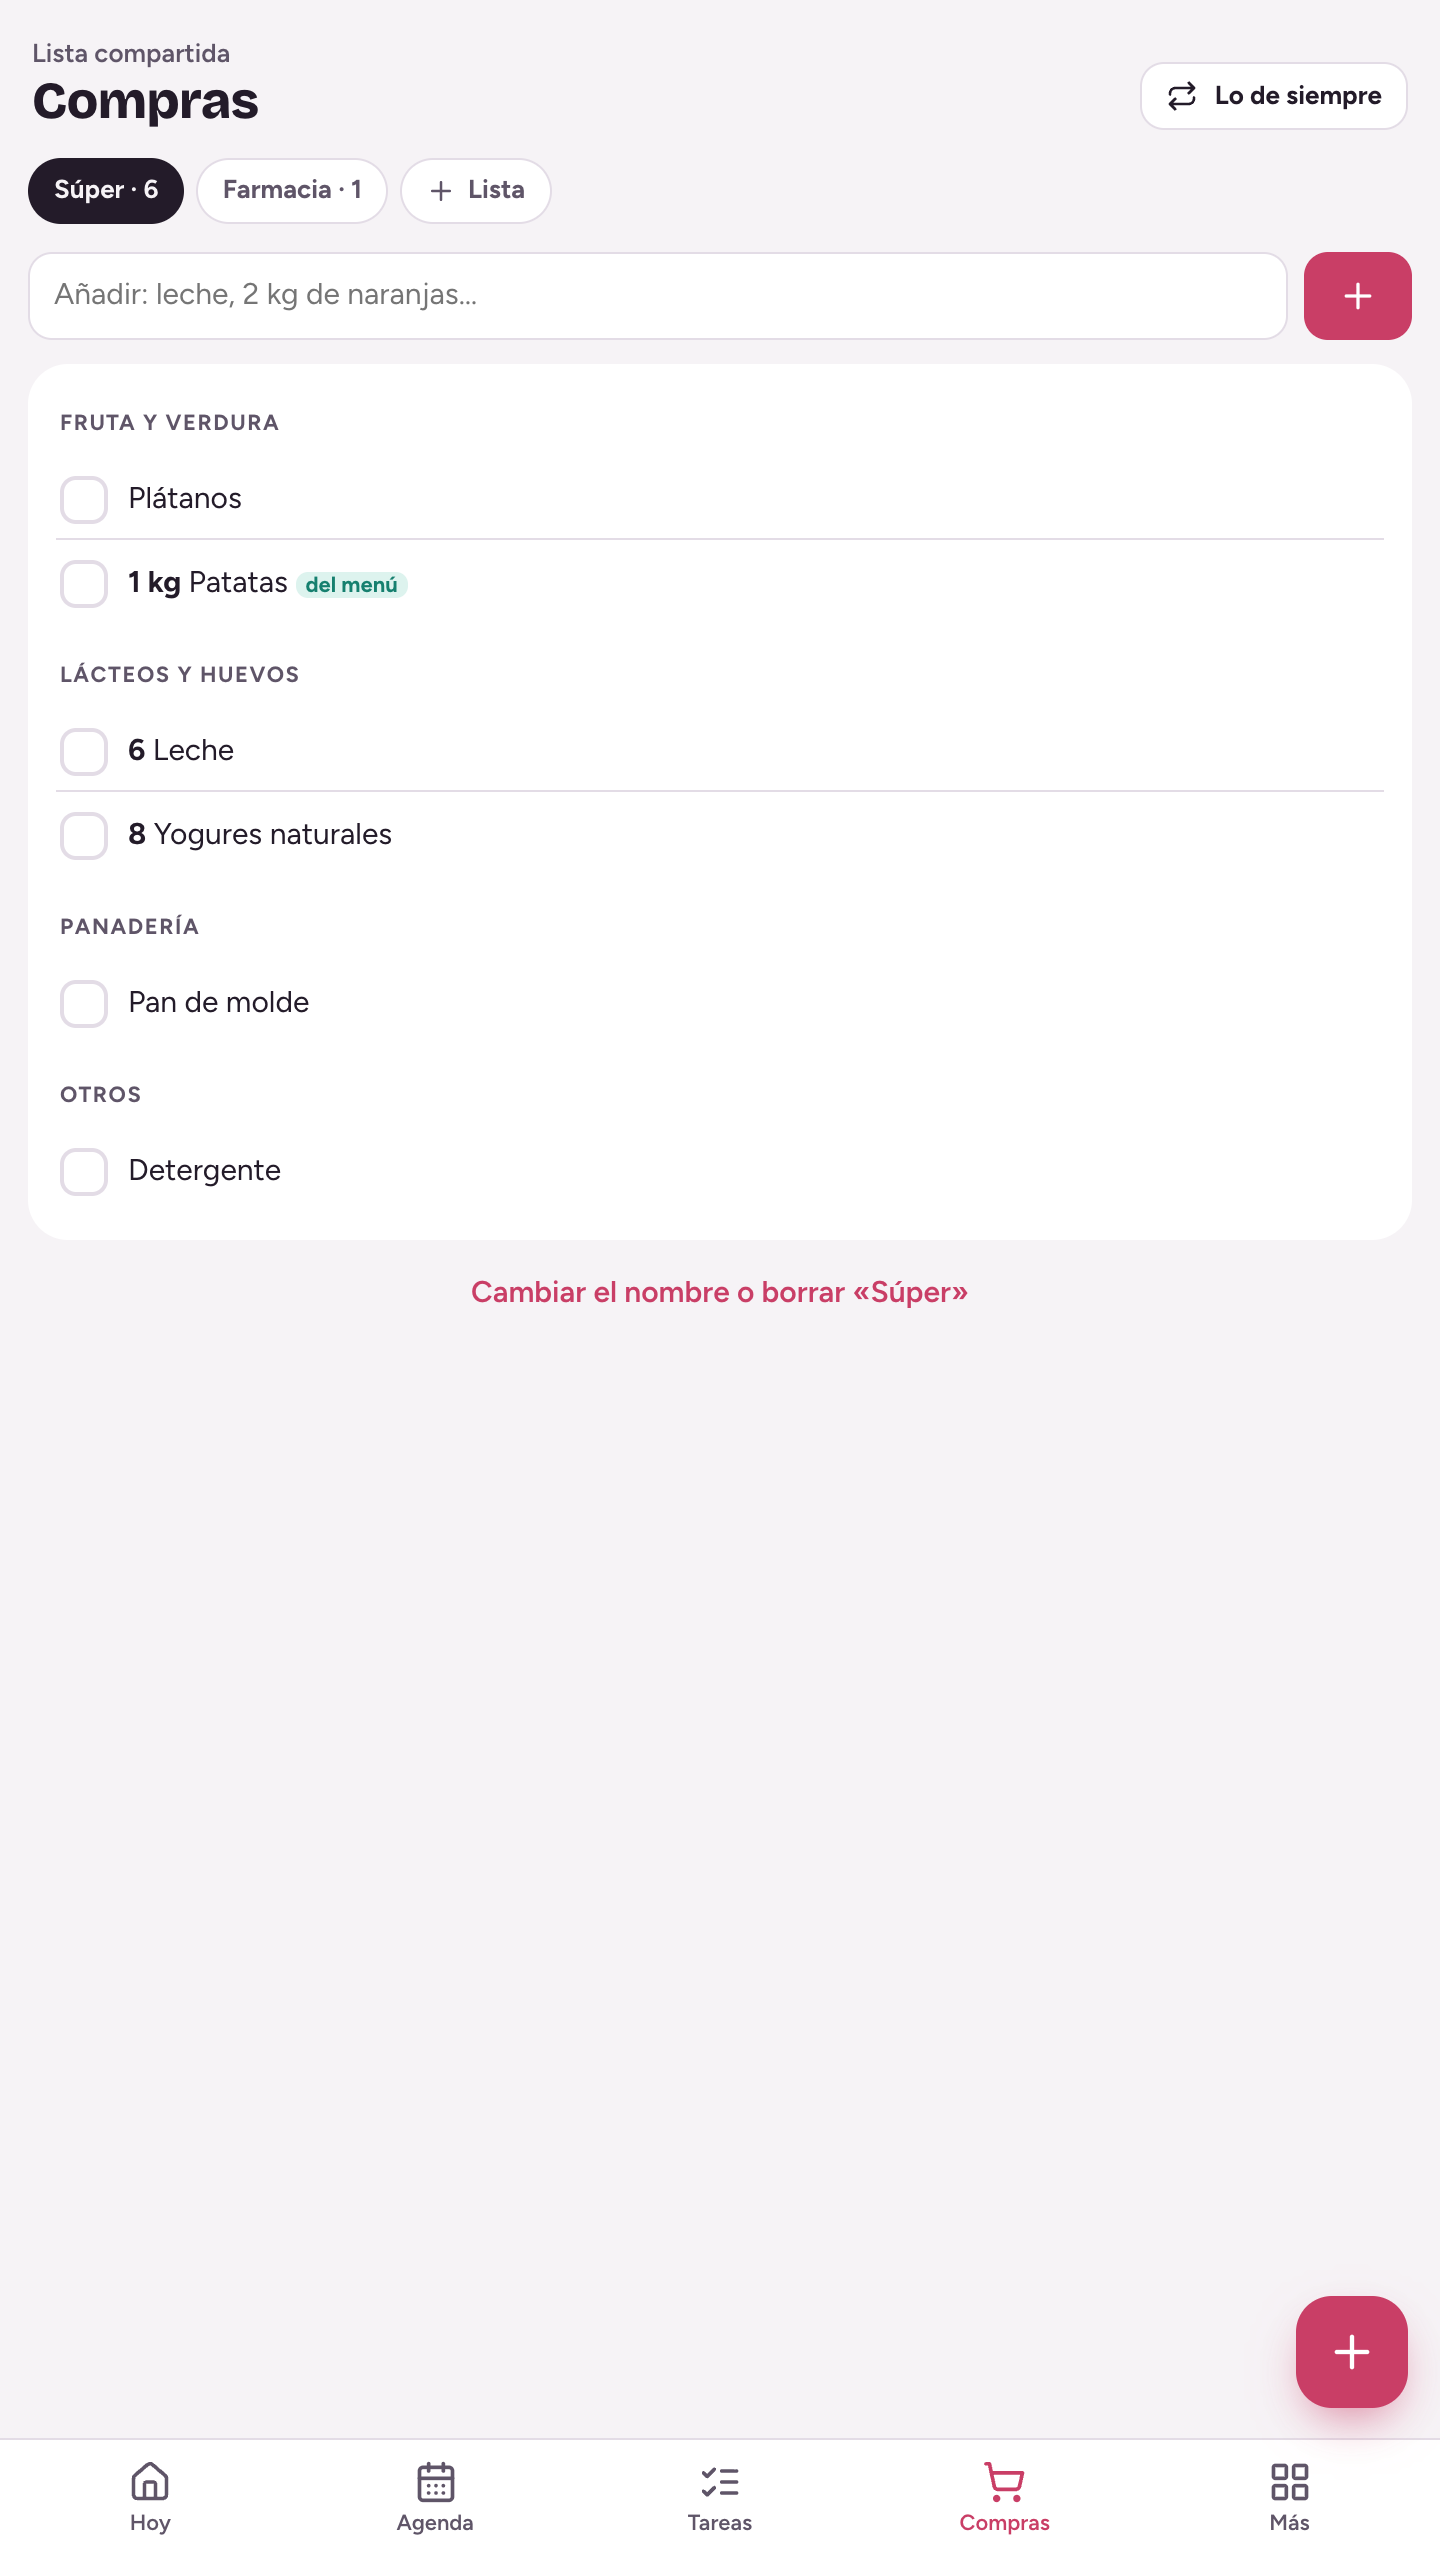 Lista compartida
Compras
Lo de siempre
Súper · 6
Farmacia · 1
Lista
Añadir: leche, 2 kg de naranjas...
FRUTA Y VERDURA
Plátanos
1 kg Patatas del menú
LÁCTEOS Y HUEVOS
6 Leche
8 Yogures naturales
PANADERÍA
Pan de molde
OTROS
Detergente
Cambiar el nombre o borrar «Súper»
Hoy
Agenda
Tareas
Compras
Más